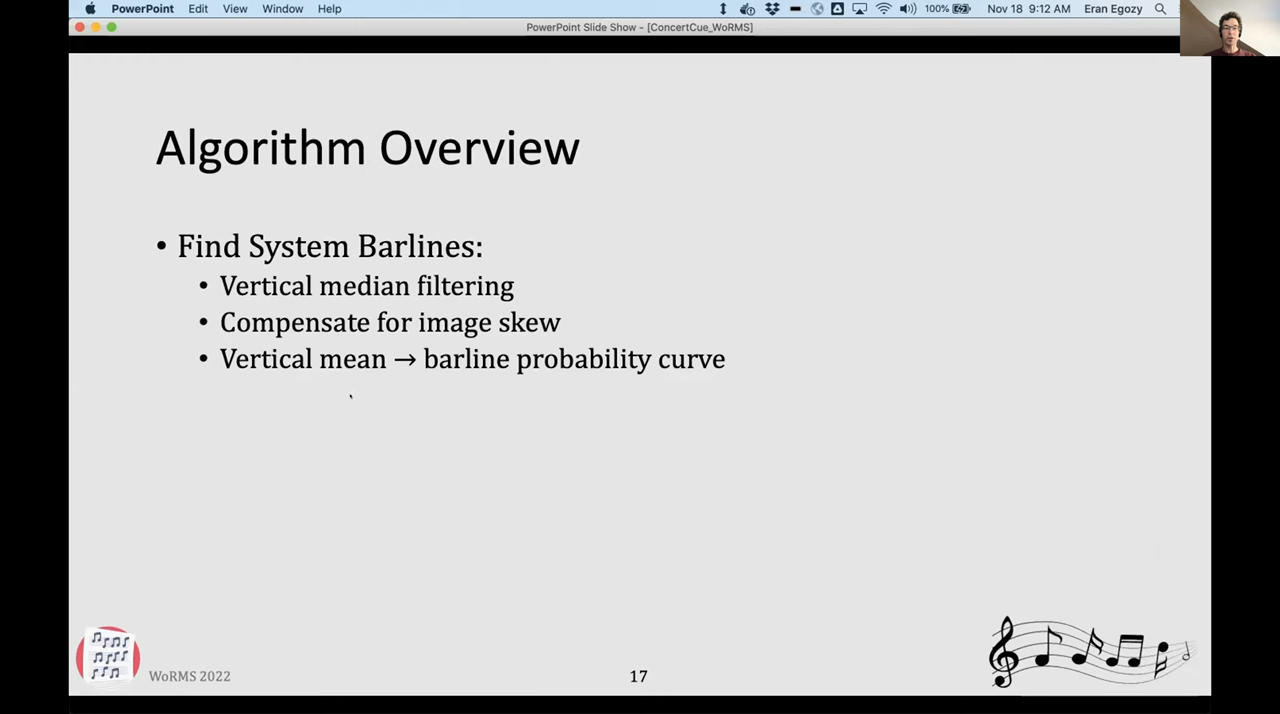 PowerPoint Edit View Window Help 100% Nov 18 9:12 AM Eran Egozy
PowerPoint Slide Show - [ConcertCue_WoRMS]
Algorithm Overview
• Find System Barlines:
• Vertical median filtering
• Compensate for image skew
• Vertical mean → barline probability curve
WoRMS 2022
17